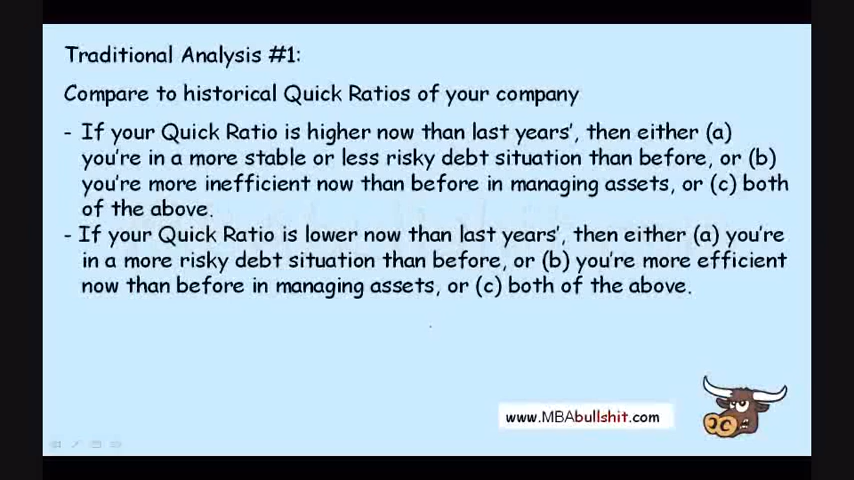 Traditional Analysis #1:
Compare to historical Quick Ratios of your company
- If your Quick Ratio is higher now than last years', then either (a)
you're in a more stable or less risky debt situation than before, or (b)
you're more inefficient now than before in managing assets, or (c) both
of the above.
- If your Quick Ratio is lower now than last years', then either (a) you're
in a more risky debt situation than before, or (b) you're more efficient
now than before in managing assets, or (c) both of the above.
www.MBAbullshit.com